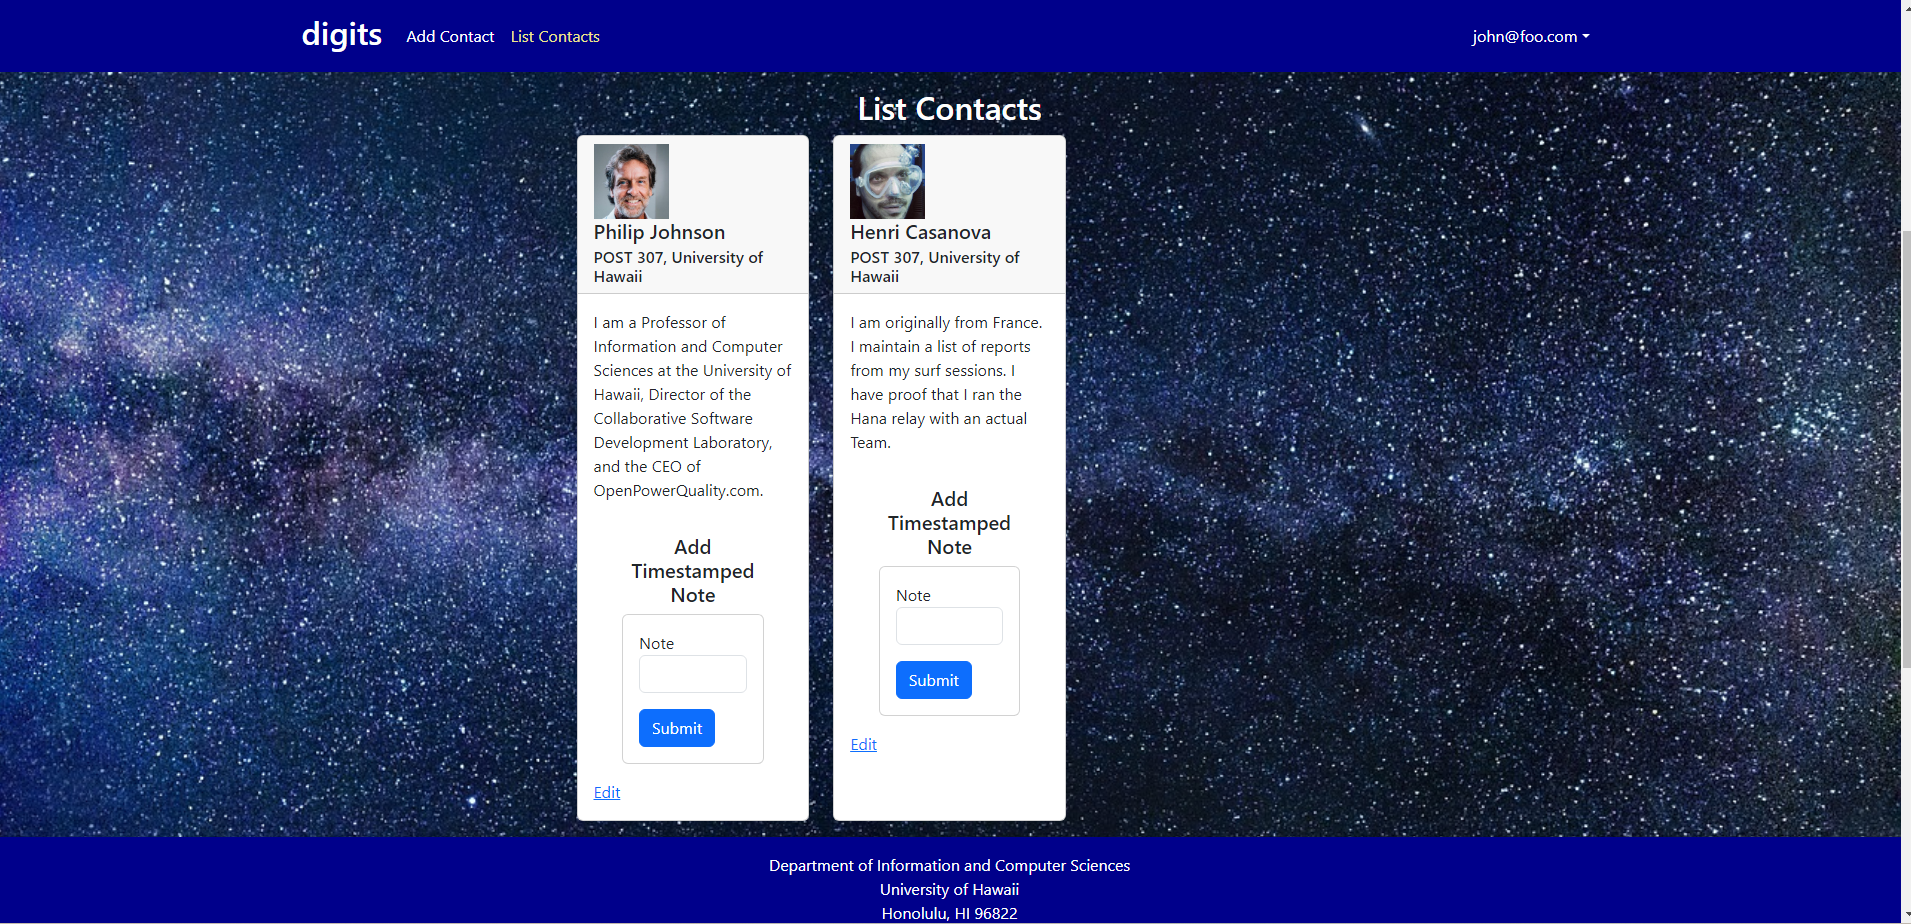 digits
Add Contact
List Contacts
john@foo.com
List Contacts
Philip Johnson
POST 307, University of
Hawaii
I am a Professor of
Information and Computer
Sciences at the University of
Hawaii, Director of the
Collaborative Software
Development Laboratory,
and the CEO of
OpenPowerQuality.com.
Add
Timestamped
Note
Note
Submit
Edit
Henri Casanova
POST 307, University of
Hawaii
I am originally from France.
I maintain a list of reports
from my surf sessions. I
have proof that I ran the
Hana relay with an actual
Team.
Add
Timestamped
Note
Note
Submit
Edit
Department of Information and Computer Sciences
University of Hawaii
Honolulu, HI 96822